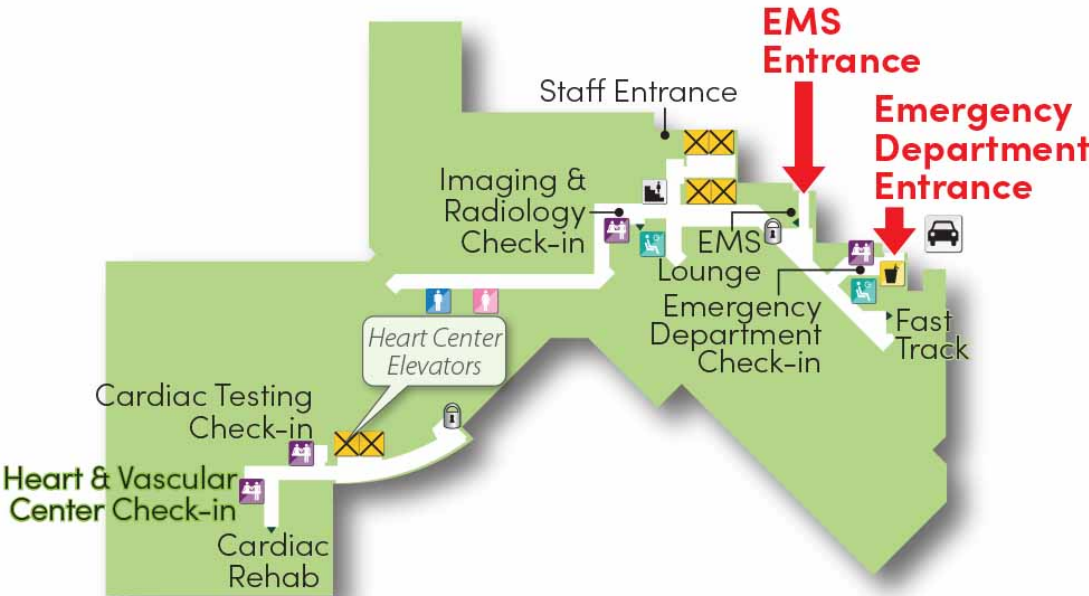 EMS
Entrance
Emergency
Department
Entrance
Staff Entrance
Imaging &
Radiology
Check-in
EMS
Lounge
Emergency
Department
Check-in
Fast
Track
Heart Center
Elevators
Cardiac Testing
Check-in
Heart & Vascular
Center Check-in
Cardiac
Rehab